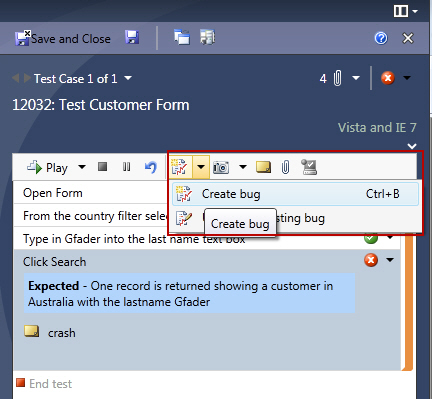 Save and Close
Test Case 1 of 1 4
12032: Test Customer Form
Vista and IE 7
Play
Open Form
Create bug Ctrl+B
From the country filter selec
sting bug
Create bug
Type in Gfader into the last name text box
Click Search
Expected - One record is returned showing a customer in
Australia with the lastname Gfader
crash
End test